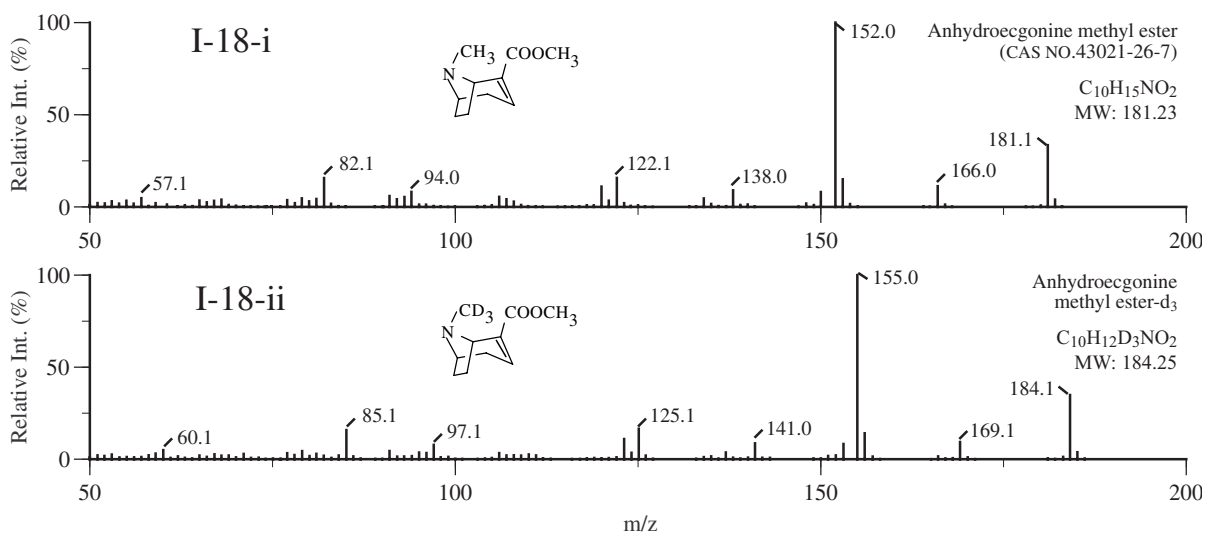 I-18-i
Anhydroecgonine methyl ester
(CAS NO.43021-26-7)
C10H15NO2
MW: 181.23
CH3
COOCH3
N
Relative Int. (%)
100
50
0
57.1
82.1
94.0
122.1
138.0
152.0
166.0
181.1
50
100
150
200
I-18-ii
Anhydroecgonine
methyl ester-d3
C10H12D3NO2
MW: 184.25
CD3
COOCH3
N
Relative Int. (%)
100
50
0
60.1
85.1
97.1
125.1
141.0
155.0
169.1
184.1
50
100
150
200
m/z